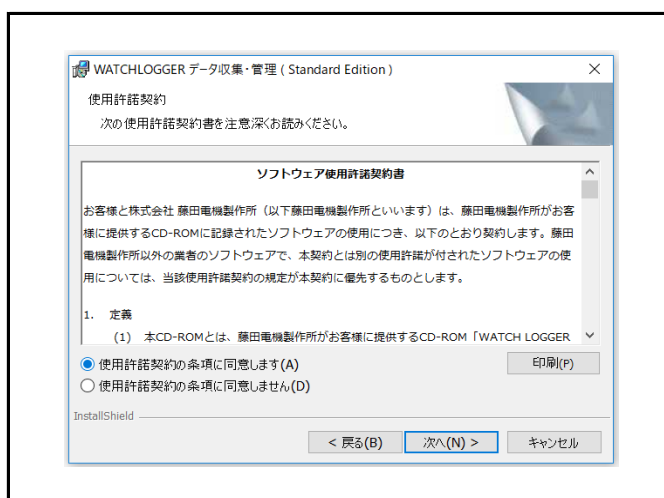 WATCHLOGGER データ収集・管理 ( Standard Edition )
使用許諾契約
次の使用許諾契約書を注意深くお読みください。
ソフトウェア使用許諾契約書
お客様と株式会社 藤田電機製作所（以下藤田電機製作所といいます）は、藤田電機製作所がお客
様に提供するCD-ROMに記録されたソフトウェアの使用につき、以下のとおり契約します。藤田
電機製作所以外の業者のソフトウェアで、本契約とは別の使用許諾が付されたソフトウェアの使
用については、当該使用許諾契約の規定が本契約に優先するものとします。
1. 定義
(1) 本CD-ROMとは、藤田電機製作所がお客様に提供するCD-ROM「WATCH LOGGER
使用許諾契約の条項に同意します(A)
印刷(P)
使用許諾契約の条項に同意しません(D)
InstallShield
< 戻る(B) 次へ(N) > キャンセル